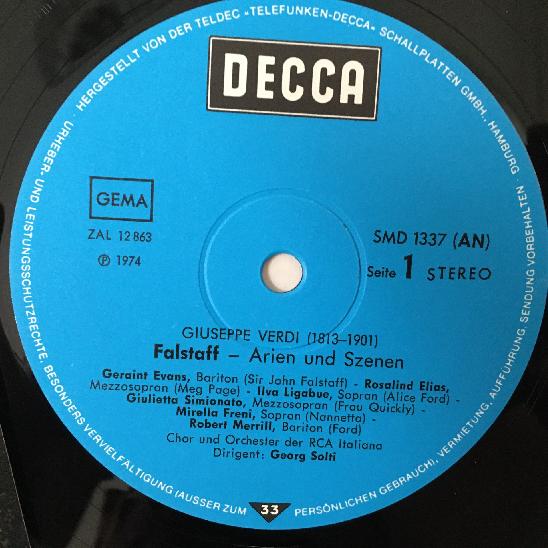 DECCA
GEMA
ZAL 12 863
Ⓟ 1974
SMD 1337 (AN)
Seite 1 STEREO
GIUSEPPE VERDI (1813–1901)
Falstaff – Arien und Szenen
Geraint Evans, Bariton (Sir John Falstaff) - Rosalind Elias,
Mezzosopran (Meg Page) - Ilva Ligabue, Sopran (Alice Ford) -
Giulietta Simionato, Mezzosopran (Frau Quickly) -
Mirella Freni, Sopran (Nannetta) -
Robert Merrill, Bariton (Ford)
Chor und Orchester der RCA Italiana
Dirigent: Georg Solti
33
· HERGESTELLT VON DER TELDEC »TELEFUNKEN-DECCA« SCHALLPLATTEN GMBH., HAMBURG ·
URHEBER- UND LEISTUNGSSCHUTZRECHTE, BESONDERS VERVIELFÄLTIGUNG (AUSSER ZUM PERSÖNLICHEN GEBRAUCH), VERMIETUNG, AUFFÜHRUNG, SENDUNG VORBEHALTEN